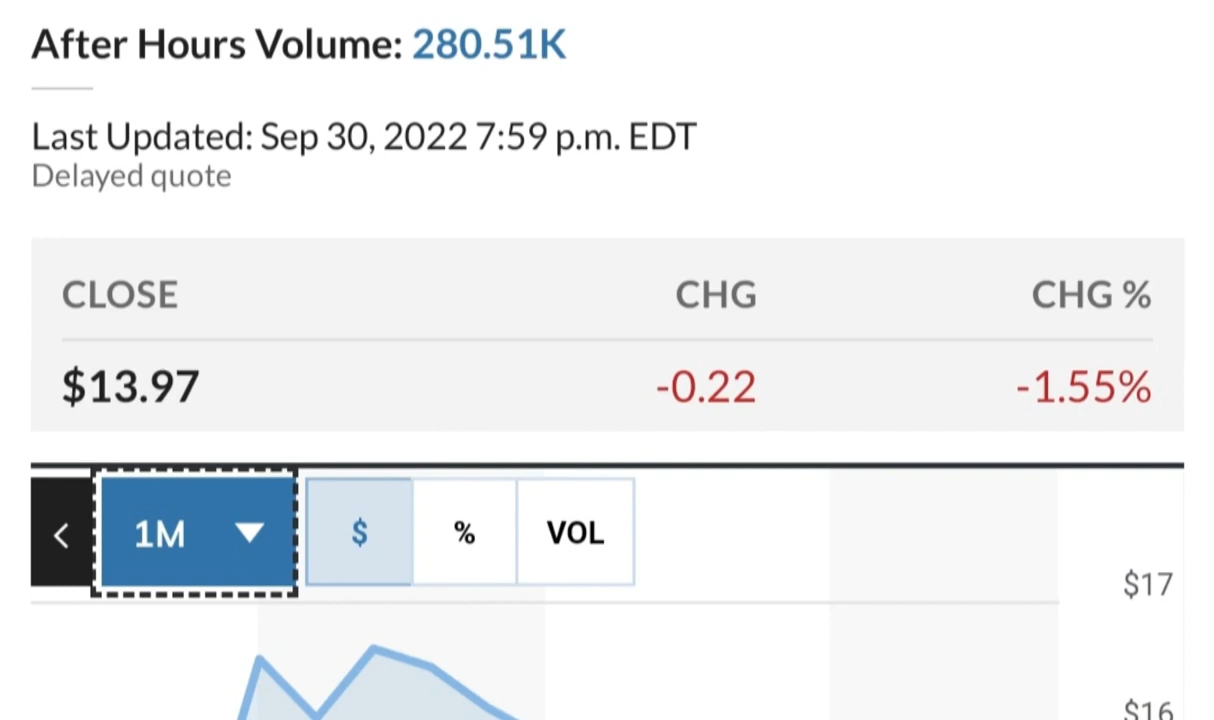 After Hours Volume: 280.51K
Last Updated: Sep 30, 2022 7:59 p.m. EDT
Delayed quote
CLOSE CHG CHG %
$13.97 -0.22 -1.55%
1M $ % VOL
$17
$16